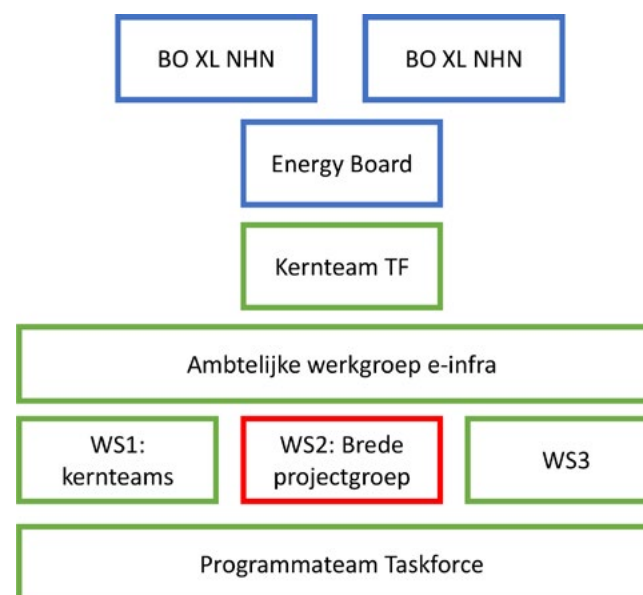 BO XL NHN
BO XL NHN
Energy Board
Kernteam TF
Ambtelijke werkgroep e-infra
WS1:
kernteams
WS2: Brede
projectgroep
WS3
Programmateam Taskforce